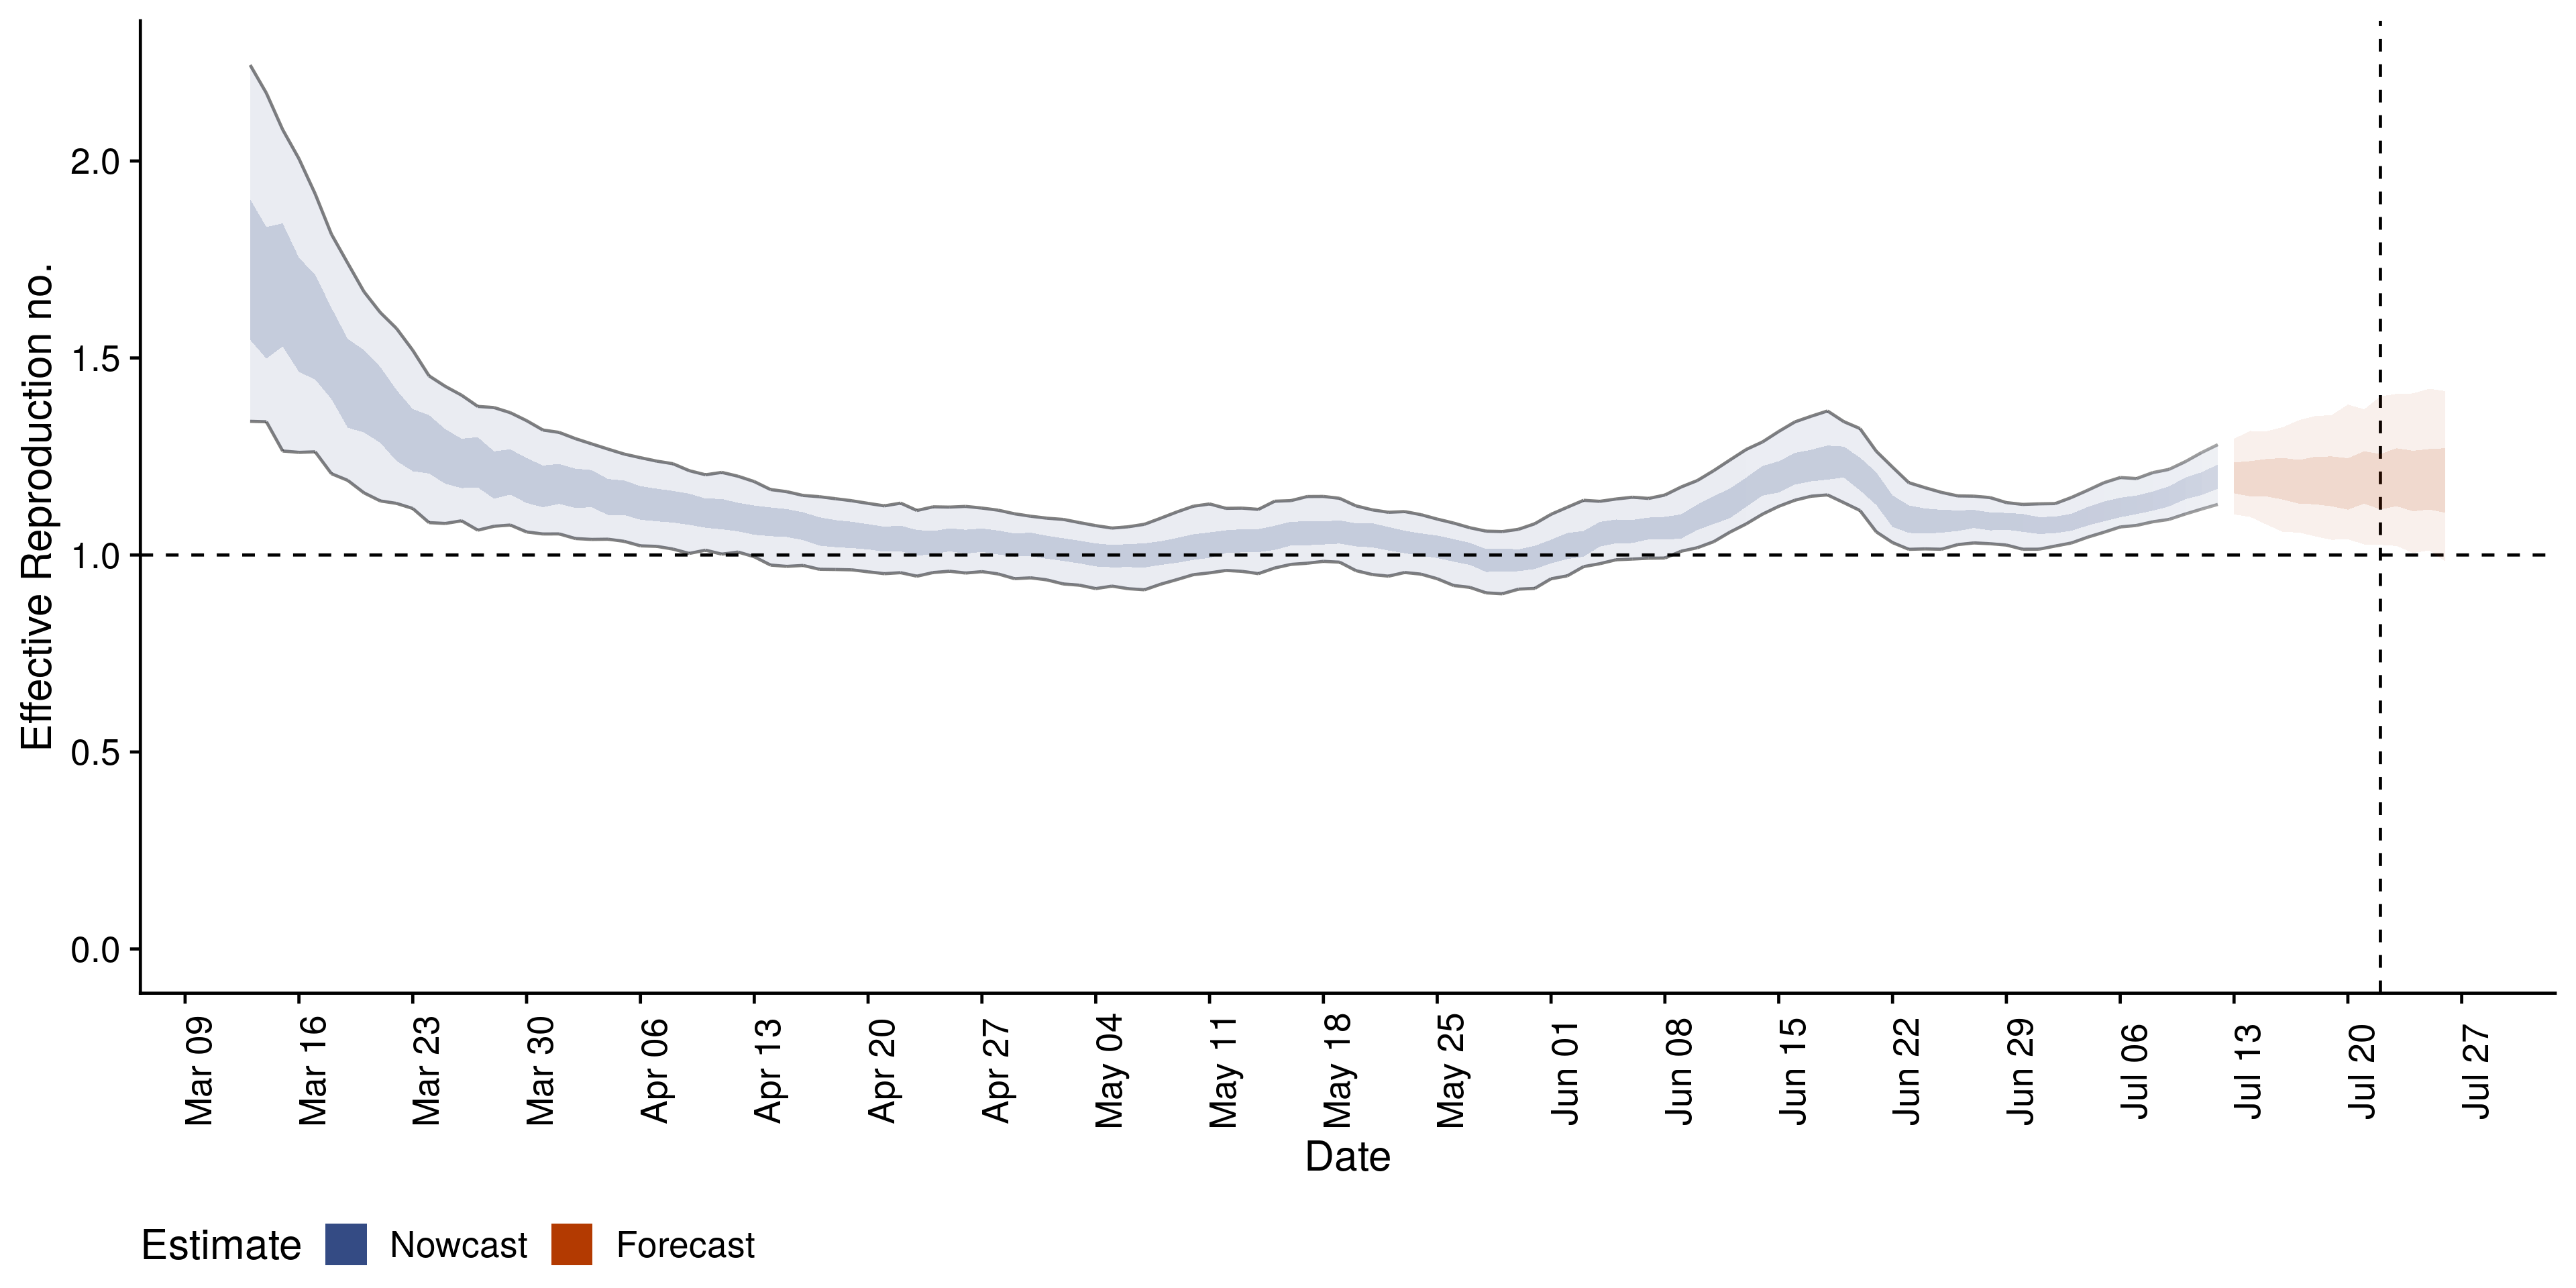 Effective Reproduction no.
2.0
1.5
1.0
0.5
0.0
Mar 09
Mar 16
Mar 23
Mar 30
Apr 06
Apr 13
Apr 20
Apr 27
May 04
May 11
May 18
May 25
Jun 01
Jun 08
Jun 15
Jun 22
Jun 29
Jul 06
Jul 13
Jul 20
Jul 27
Date
Estimate Nowcast Forecast